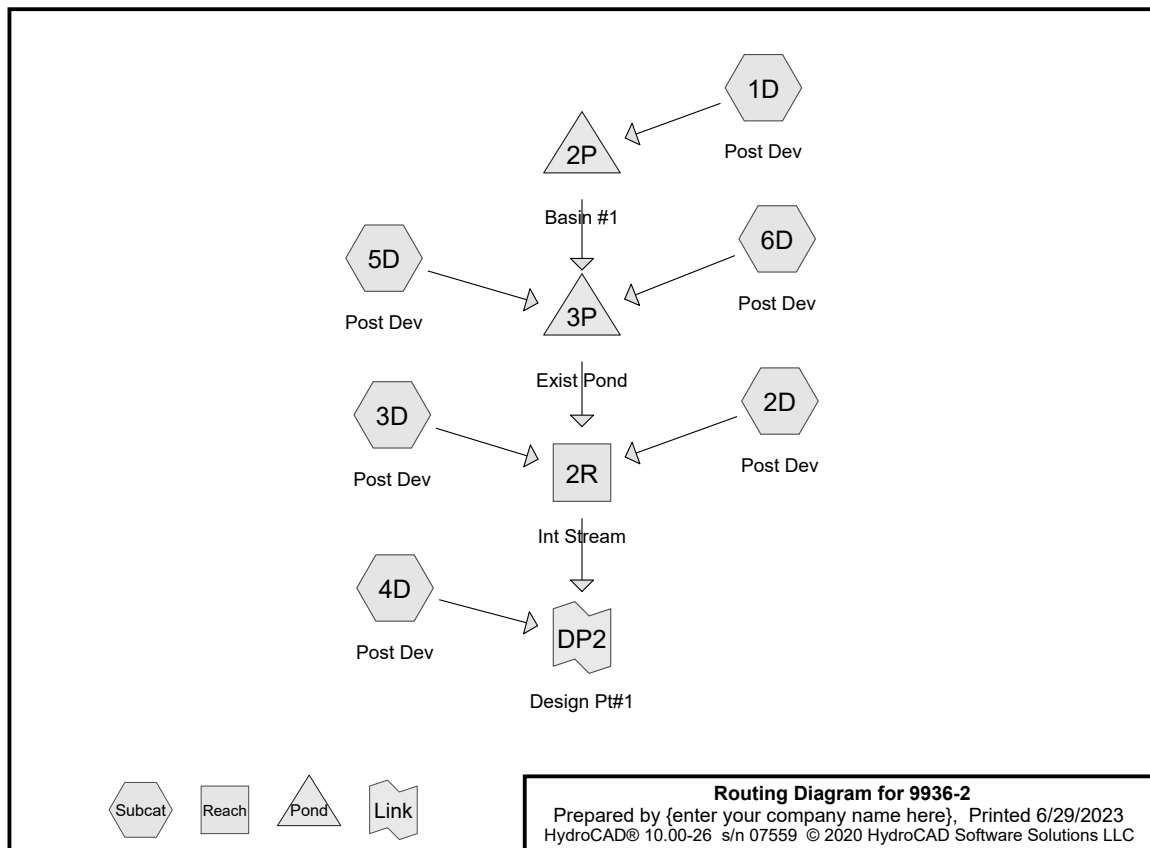 1D
Post Dev
2P
Basin #1
5D
Post Dev
6D
Post Dev
3P
Exist Pond
3D
Post Dev
2D
Post Dev
2R
Int Stream
4D
Post Dev
DP2
Design Pt#1
Subcat
Reach
Pond
Link
Routing Diagram for 9936-2
Prepared by {enter your company name here}, Printed 6/29/2023
HydroCAD® 10.00-26 s/n 07559 © 2020 HydroCAD Software Solutions LLC